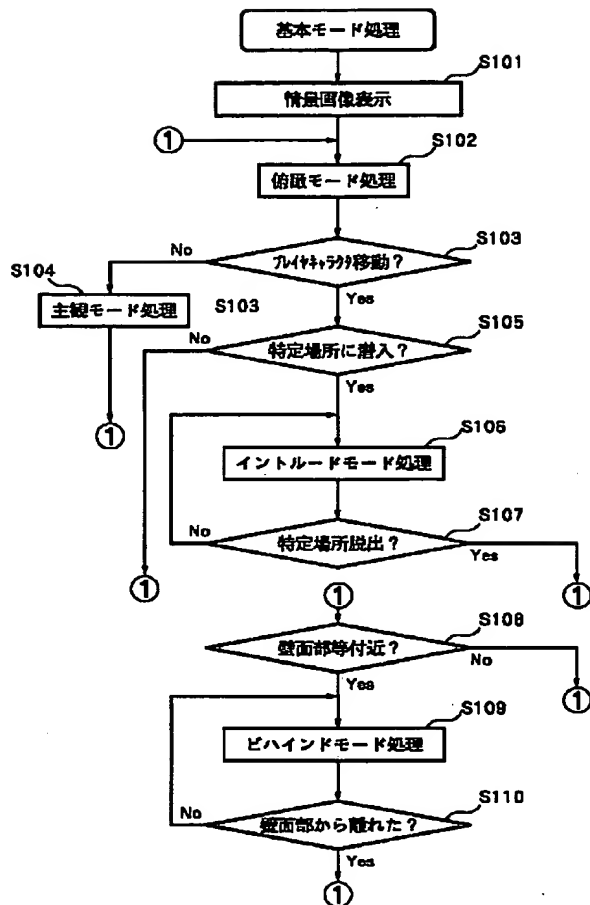 基本モード処理
S101
情景画像表示
①
S102
俯瞰モード処理
S103
No
プレイヤキャラクタ移動？
S104
Yes
主観モード処理
S103
S105
No
特定場所に潜入？
Yes
①
S106
イントルードモード処理
S107
No
特定場所脱出？
Yes
①
①
①
S108
壁面部等付近？
No
Yes
①
S109
ビハインドモード処理
S110
No
壁面部から離れた？
Yes
①